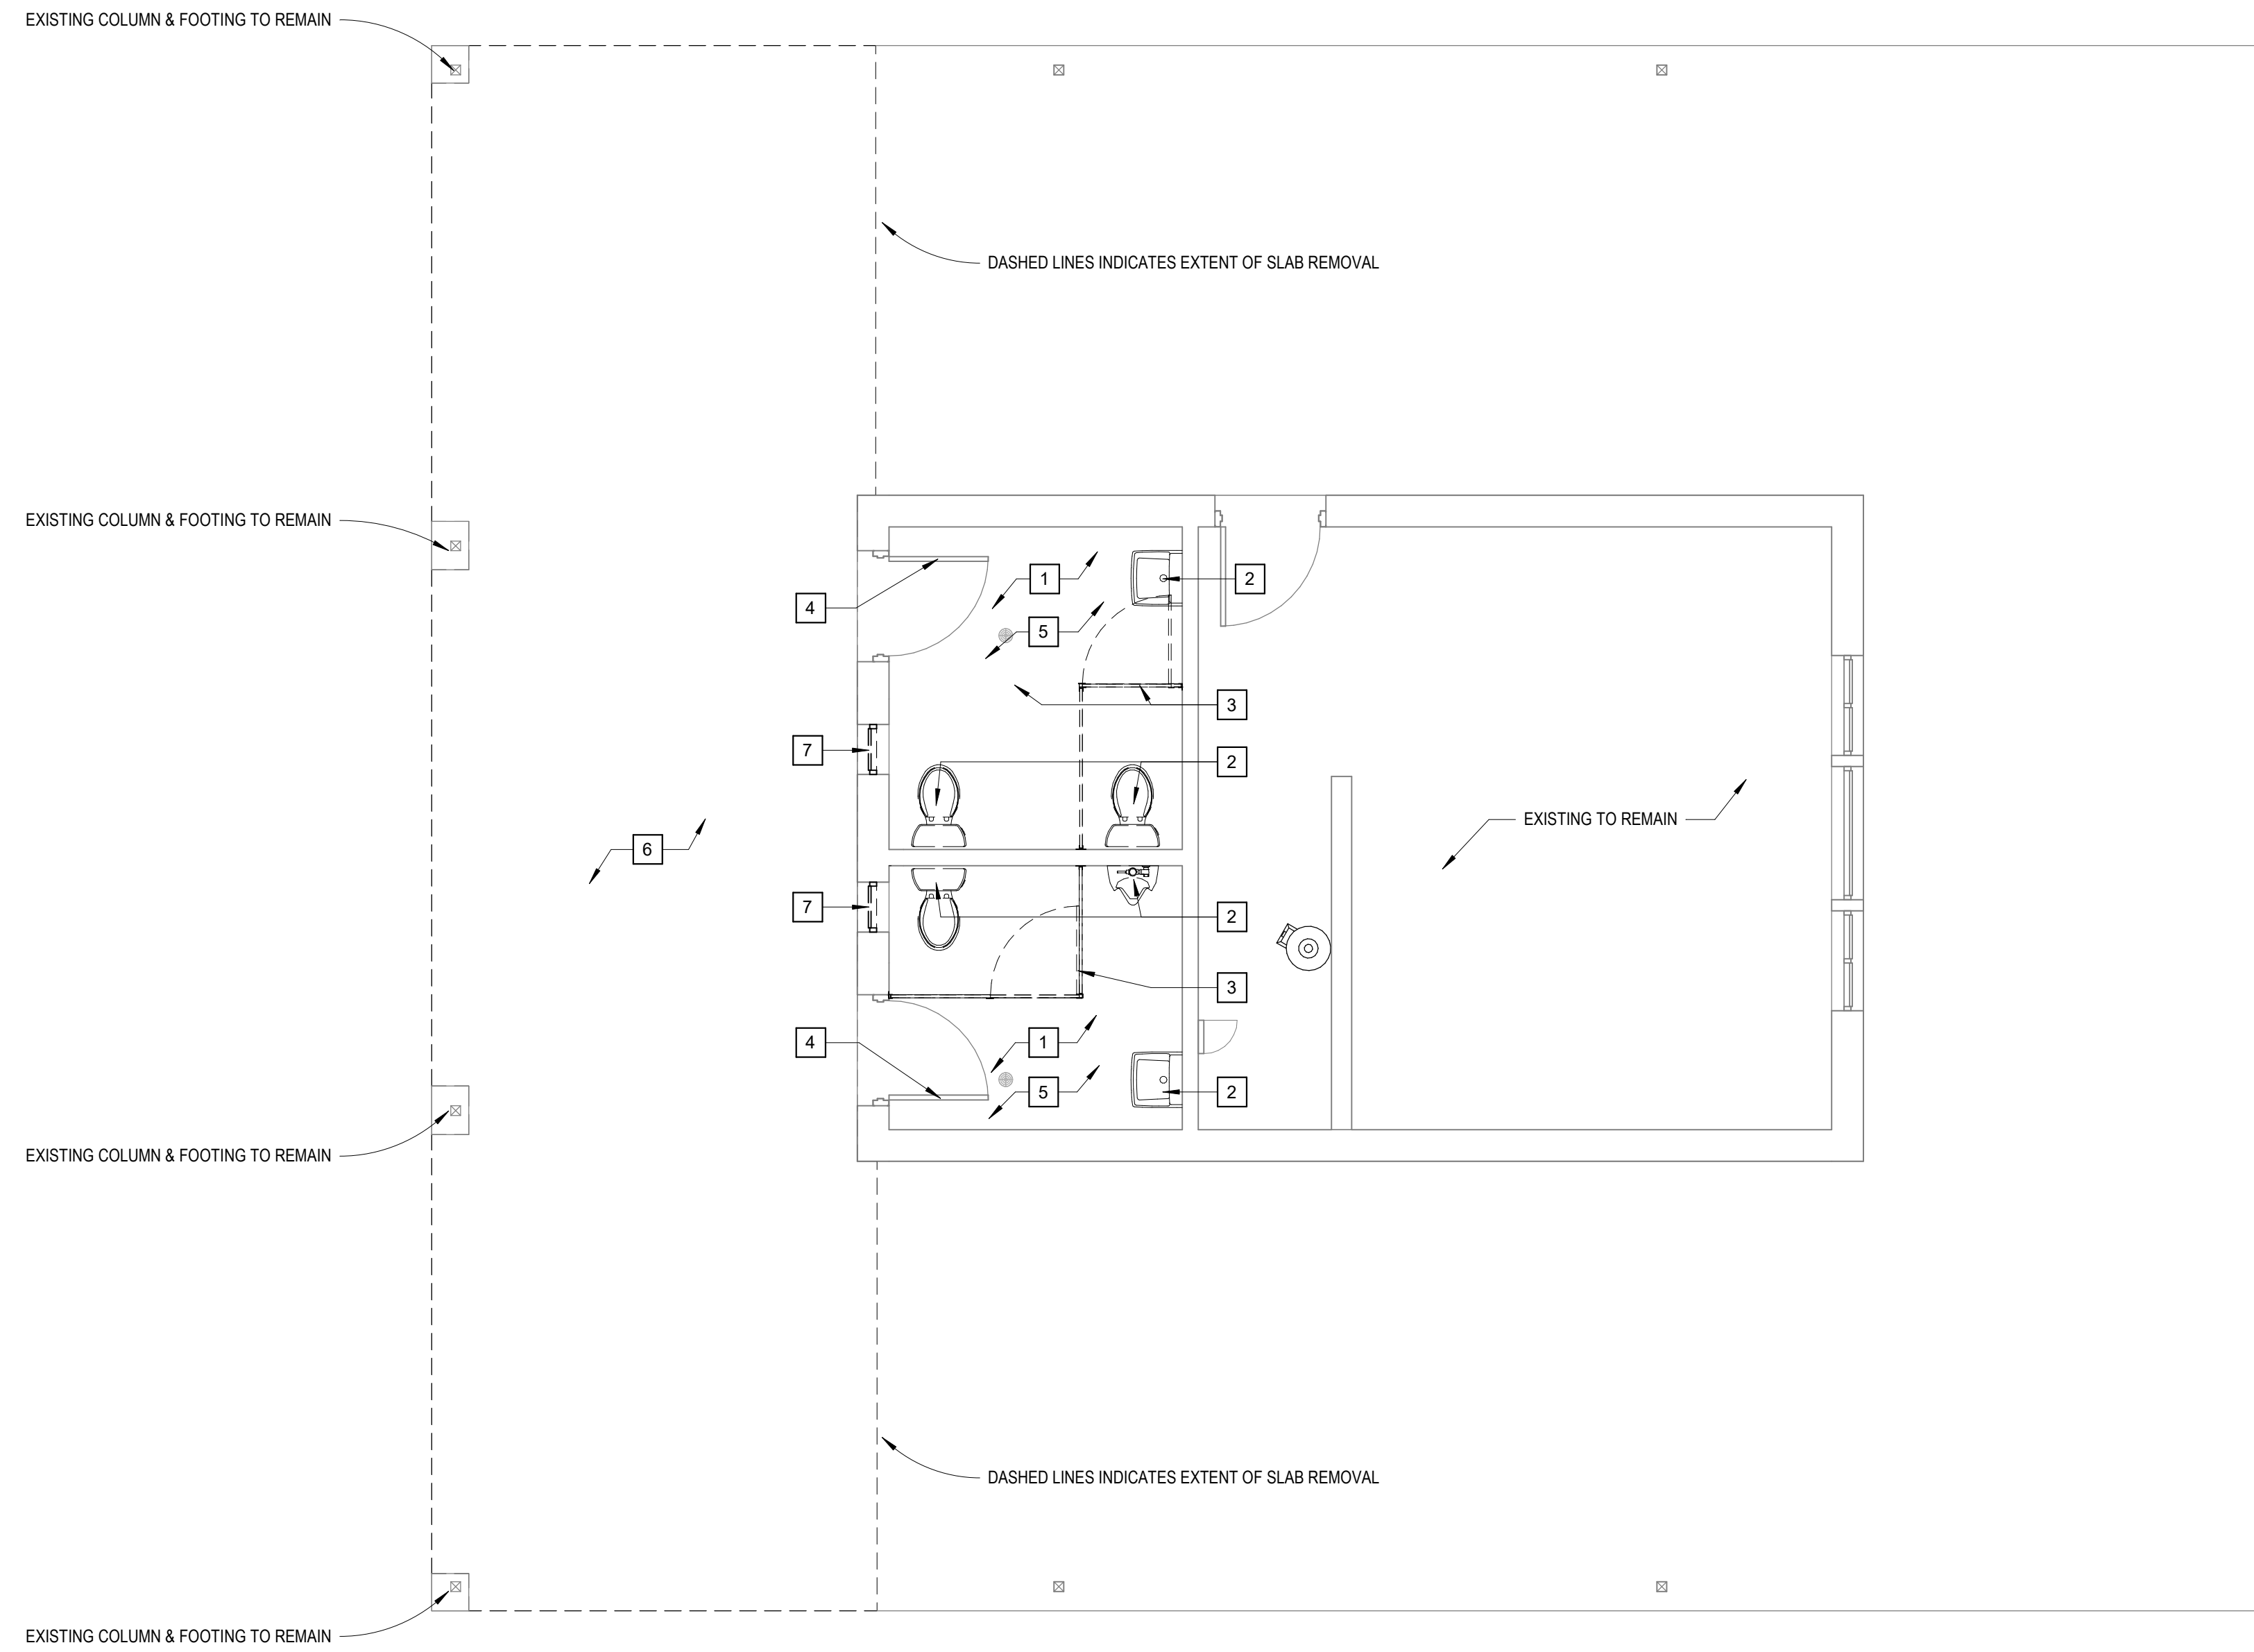 EXISTING COLUMN & FOOTING TO REMAIN
DASHED LINES INDICATES EXTENT OF SLAB REMOVAL
EXISTING COLUMN & FOOTING TO REMAIN
1
2
4
5
3
7
2
EXISTING TO REMAIN
6
7
2
3
4
1
5
2
EXISTING COLUMN & FOOTING TO REMAIN
DASHED LINES INDICATES EXTENT OF SLAB REMOVAL
EXISTING COLUMN & FOOTING TO REMAIN